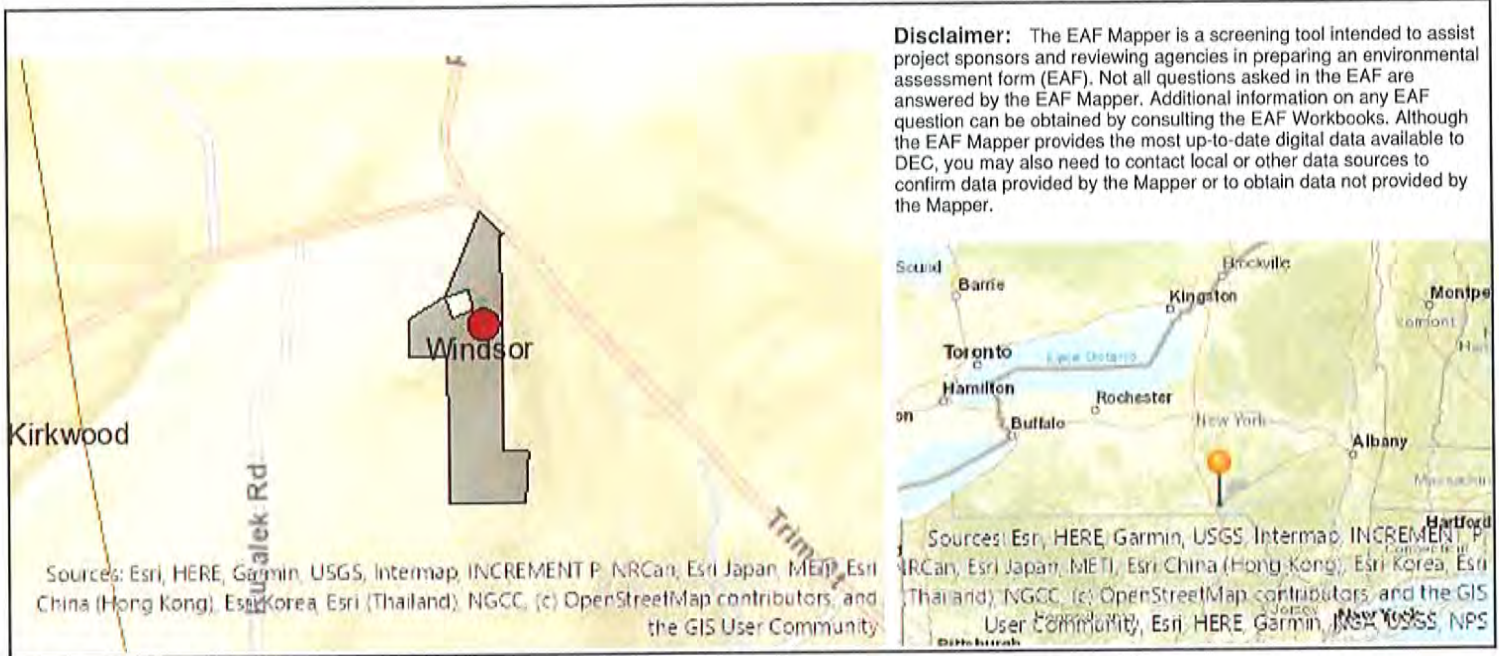 Disclaimer: The EAF Mapper is a screening tool intended to assist
project sponsors and reviewing agencies in preparing an environmental
assessment form (EAF). Not all questions asked in the EAF are
answered by the EAF Mapper. Additional information on any EAF
question can be obtained by consulting the EAF Workbooks. Although
the EAF Mapper provides the most up-to-date digital data available to
DEC, you may also need to contact local or other data sources to
confirm data provided by the Mapper or to obtain data not provided by
the Mapper.
Windsor
Kirkwood
Trim
Sources: Esri, HERE, Garmin, USGS, Intermap, INCREMENT P, NRCan, Esri Japan, METI, Esri
China (Hong Kong), Esri Korea, Esri (Thailand), NGCC, (c) OpenStreetMap contributors, and
the GIS User Community
Sound
Barrie
Brockville
Kingston
Montpe
Toronto
Lake Ontario
Hamilton
Rochester
on
Buffalo
New York
Albany
Hartford
Sources: Esri, HERE, Garmin, USGS, Intermap, INCREMENT P,
NRCan, Esri Japan, METI, Esri China (Hong Kong), Esri Korea, Esri
(Thailand), NGCC, (c) OpenStreetMap contributors, and the GIS
User Community, Esri, HERE, Garmin, USGS, NPS
Pittsburgh